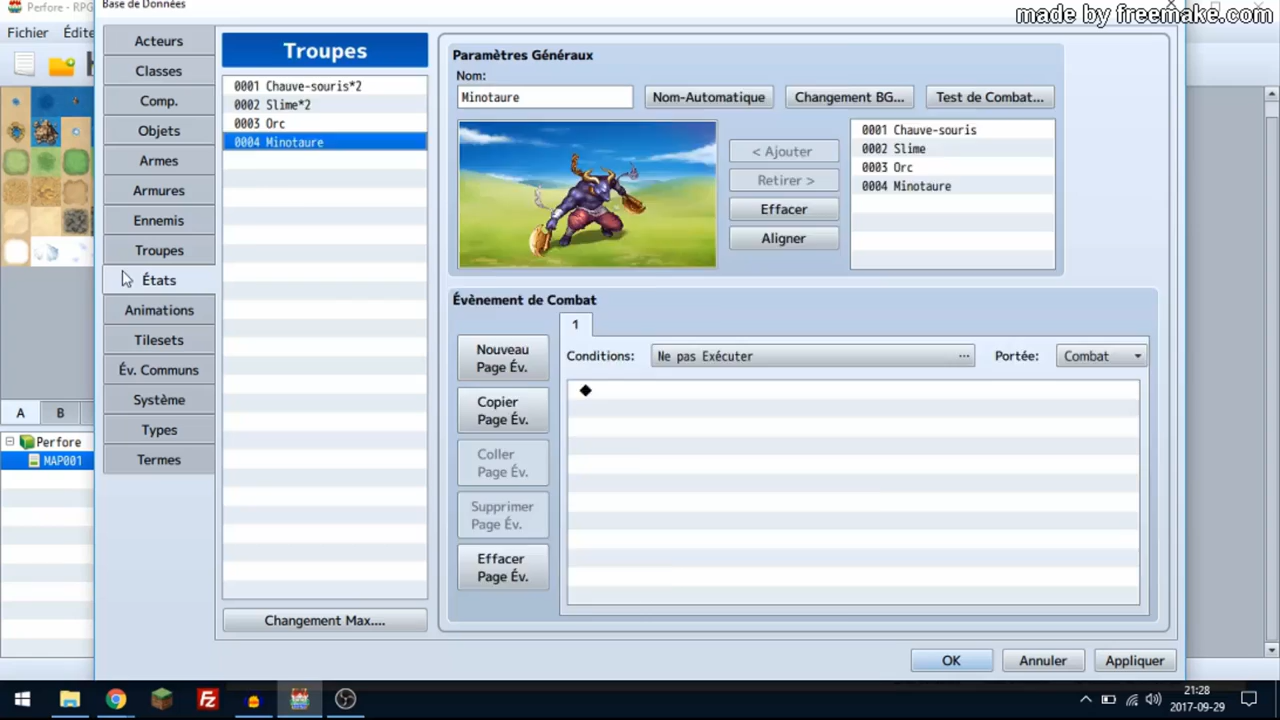 Perfore - RPG
Base de Données
made by freemake.com
Fichier Édite
Acteurs
Classes
Comp.
Objets
Armes
Armures
Ennemis
Troupes
États
Animations
Tilesets
Év. Communs
Système
Types
Termes
A B
Perfore
MAP001
Troupes
0001 Chauve-souris*2
0002 Slime*2
0003 Orc
0004 Minotaure
Changement Max....
Paramètres Généraux
Nom:
Minotaure
Nom-Automatique
Changement BG...
Test de Combat...
< Ajouter
Retirer >
Effacer
Aligner
0001 Chauve-souris
0002 Slime
0003 Orc
0004 Minotaure
Évènement de Combat
1
Nouveau
Page Év.
Copier
Page Év.
Coller
Page Év.
Supprimer
Page Év.
Effacer
Page Év.
Conditions: Ne pas Exécuter ...
Portée: Combat
OK
Annuler
Appliquer
21:28
2017-09-29